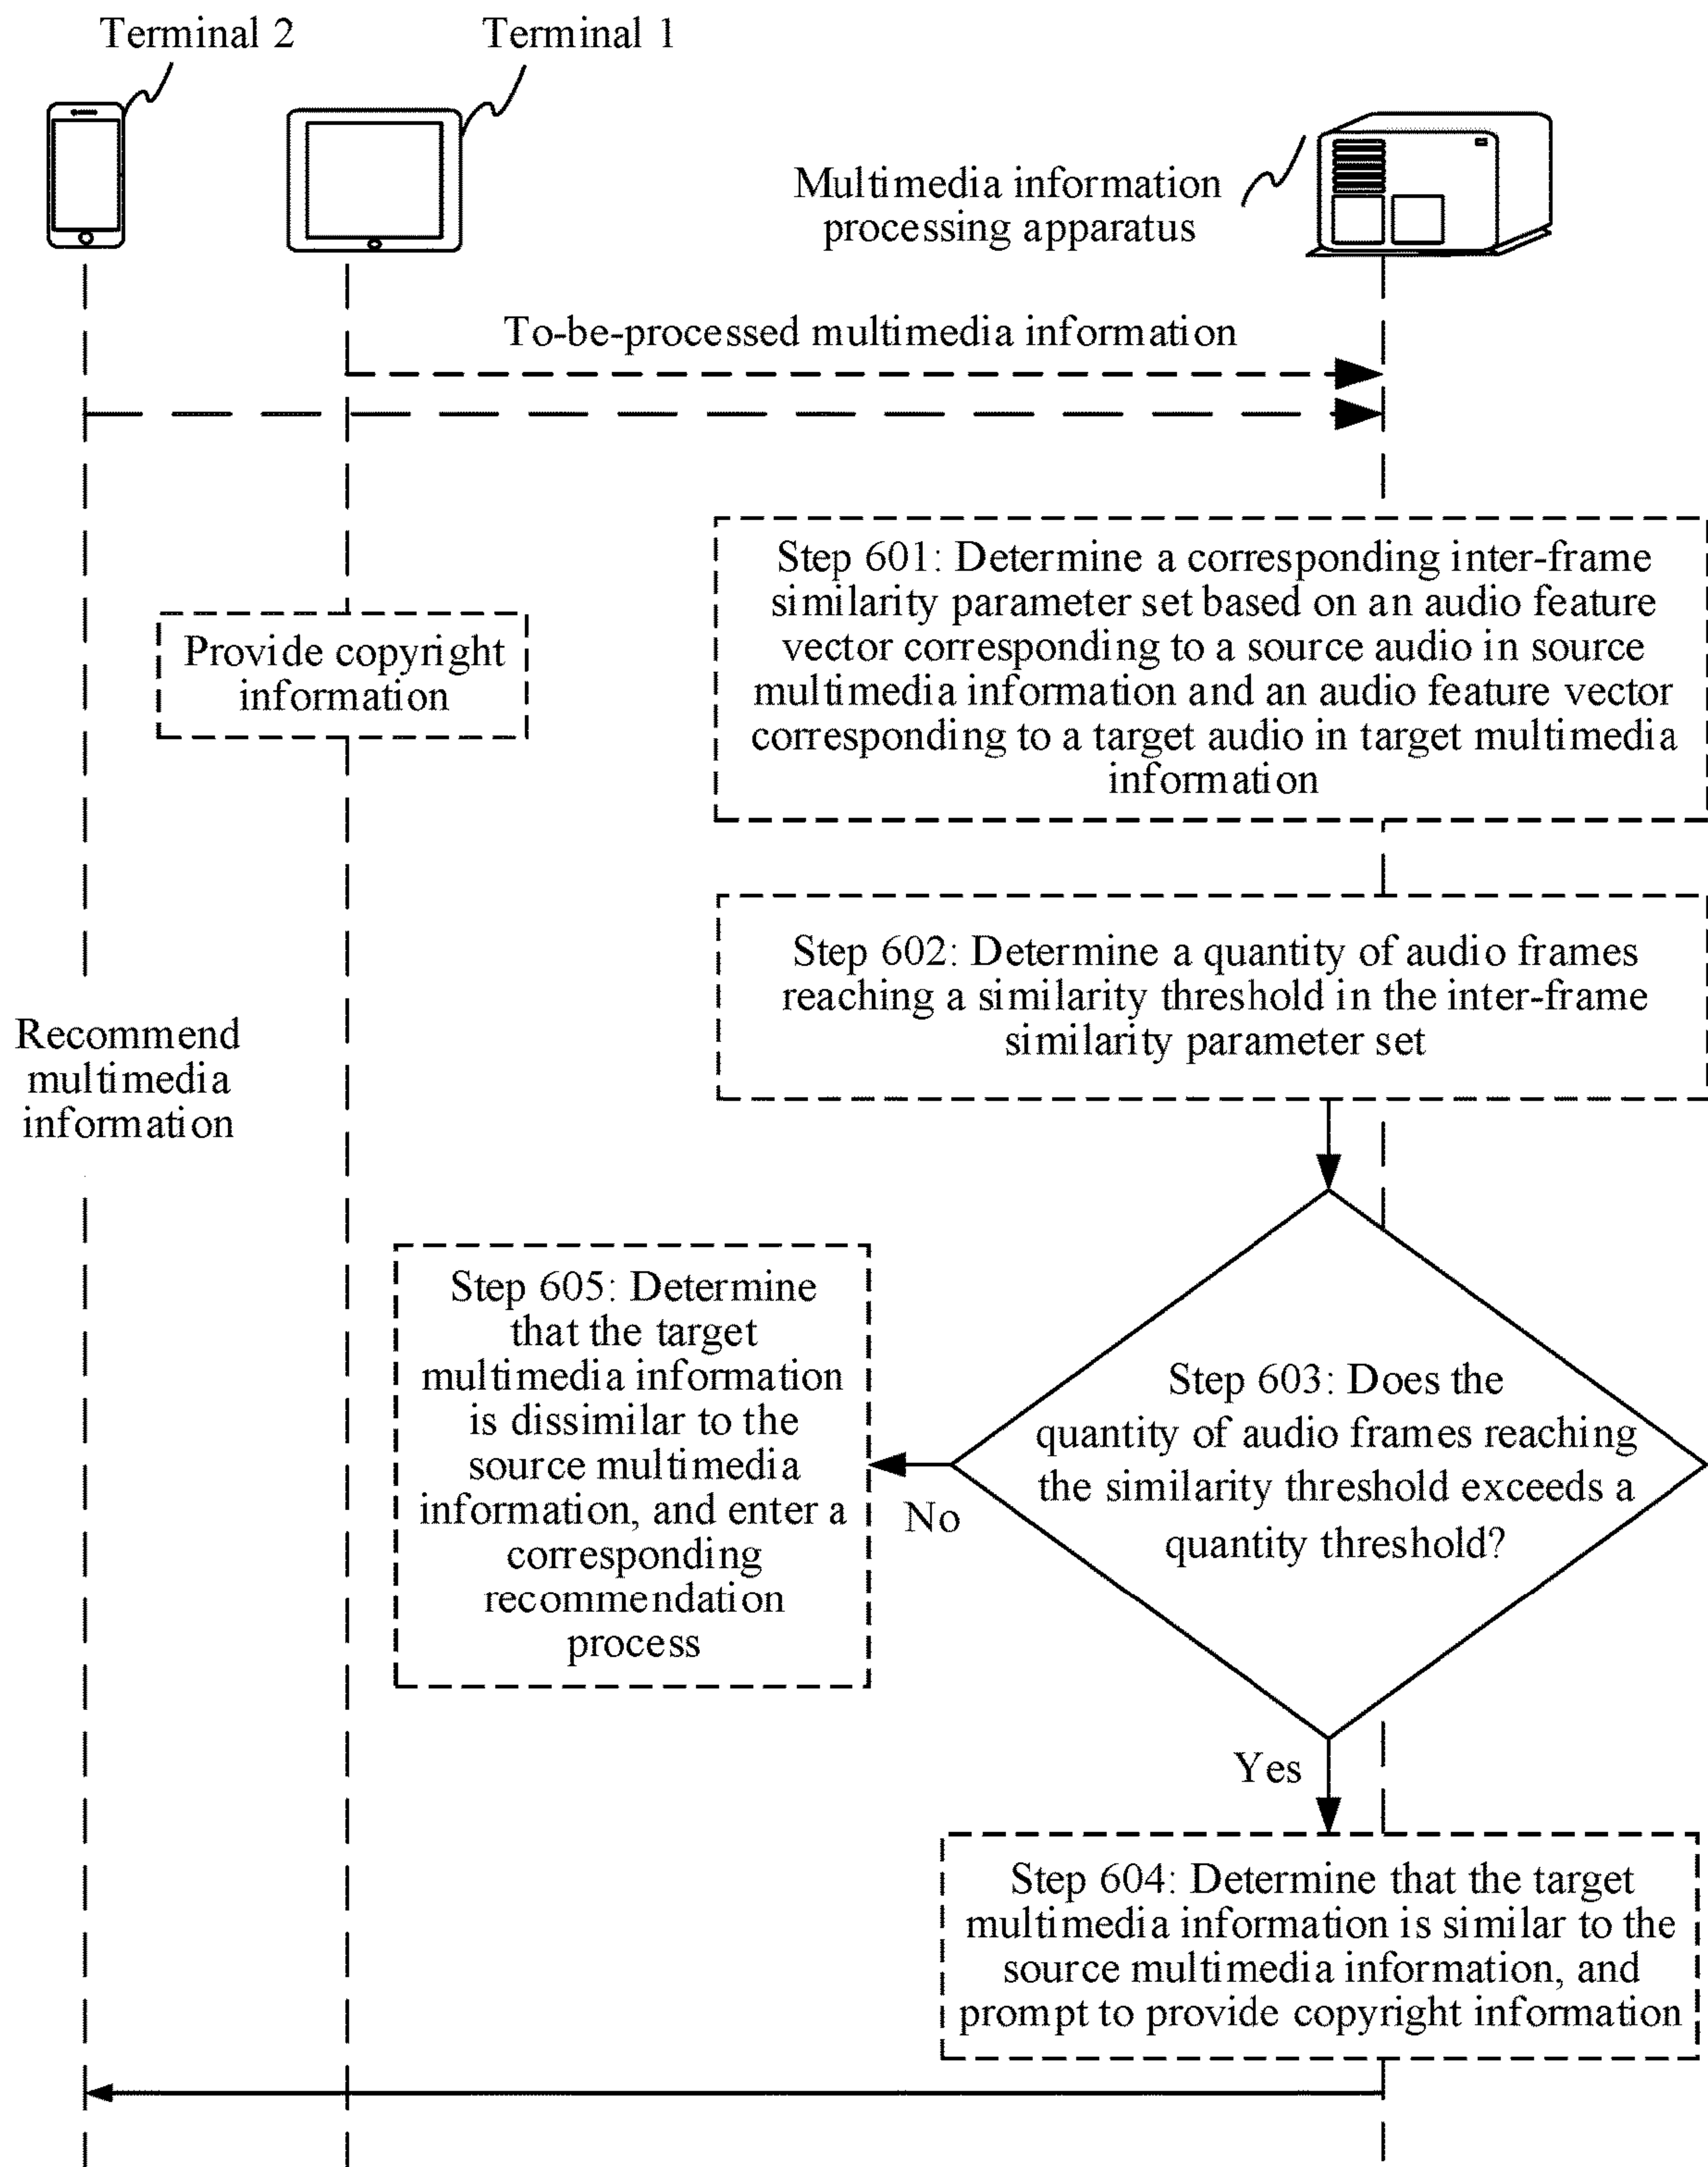 Terminal 2
Terminal 1
Multimedia information
processing apparatus
To-be-processed multimedia information
Step 601: Determine a corresponding inter-frame
similarity parameter set based on an audio feature
vector corresponding to a source audio in source
multimedia information and an audio feature vector
corresponding to a target audio in target multimedia
information
Provide copyright
information
Step 602: Determine a quantity of audio frames
reaching a similarity threshold in the inter-frame
similarity parameter set
Recommend
multimedia
information
Step 605: Determine
that the target
multimedia information
is dissimilar to the
source multimedia
information, and enter a
corresponding
recommendation
process
No
Step 603: Does the
quantity of audio frames reaching
the similarity threshold exceeds a
quantity threshold?
Yes
Step 604: Determine that the target
multimedia information is similar to the
source multimedia information, and
prompt to provide copyright information